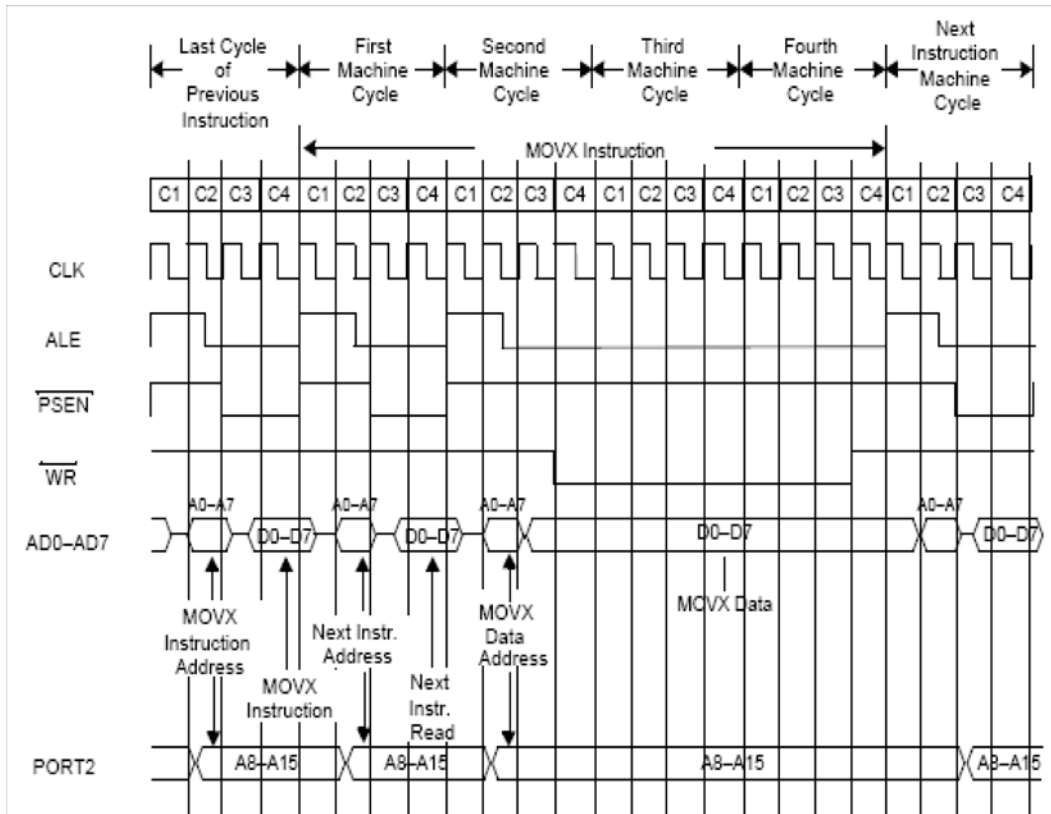 Last Cycle
of
Previous
Instruction
First
Machine
Cycle
Second
Machine
Cycle
Third
Machine
Cycle
Fourth
Machine
Cycle
Next
Instruction
Machine
Cycle
MOVX Instruction
C1 C2 C3 C4 C1 C2 C3 C4 C1 C2 C3 C4 C1 C2 C3 C4 C1 C2 C3 C4 C1 C2 C3 C4
CLK
ALE
PSEN
WR
A0–A7 A0–A7 A0–A7 A0–A7
AD0–AD7 D0–D7 D0–D7 D0–D7 D0–D7
MOVX
Instruction
Address
MOVX
Instruction
Next Instr.
Address
Next
Instr.
Read
MOVX
Data
Address
MOVX Data
PORT2 A8–A15 A8–A15 A8–A15 A8–A15